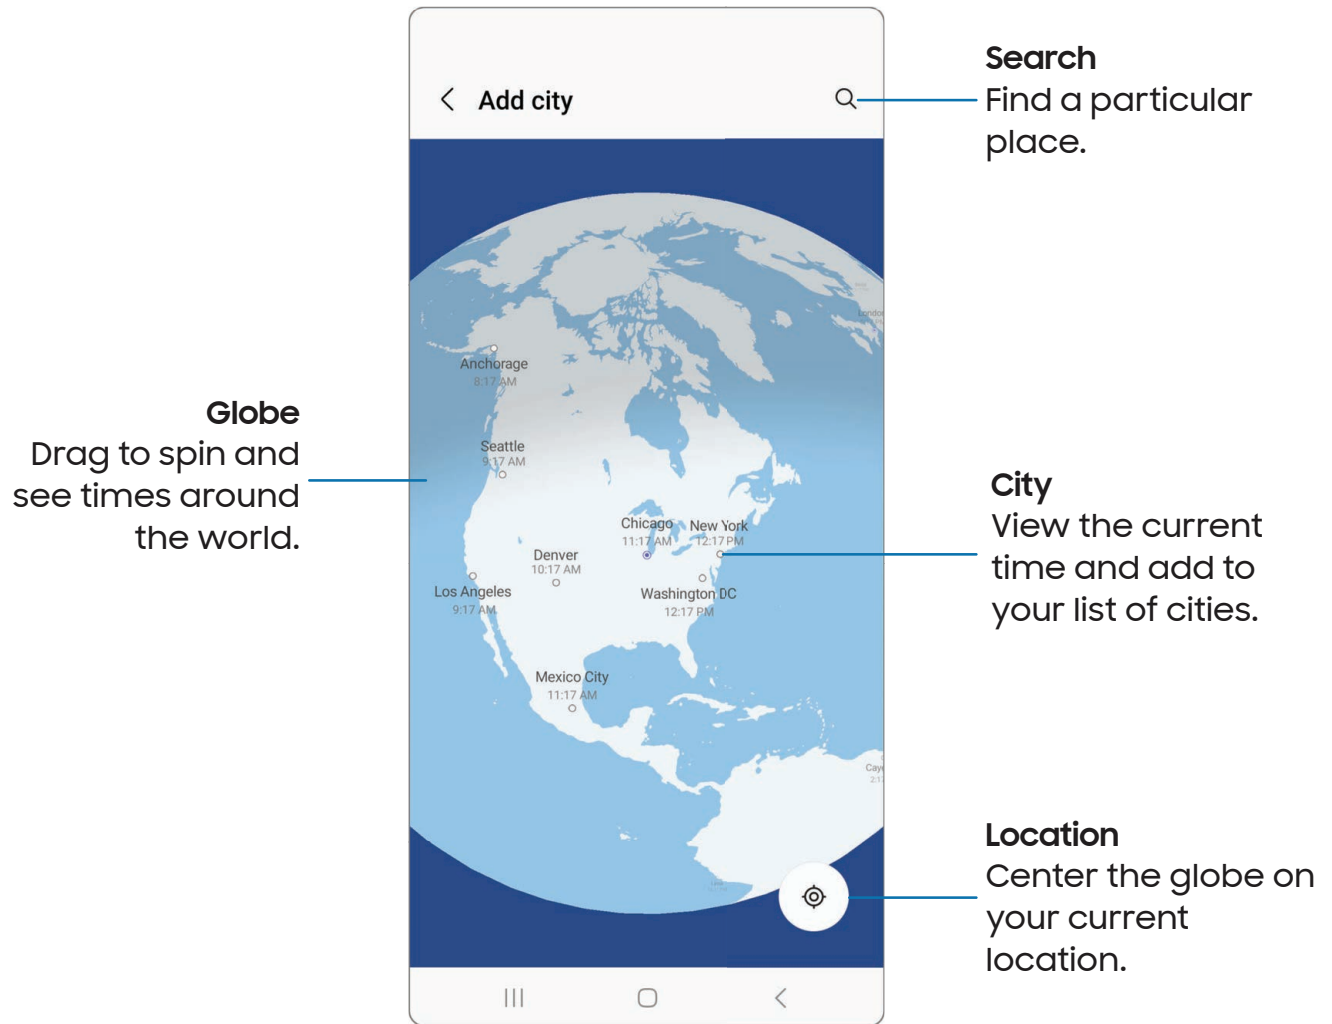 Add city
Search
Find a particular
place.
Anchorage
8:17 AM
Globe
Drag to spin and
see times around
the world.
Seattle
9:17 AM
City
View the current
time and add to
your list of cities.
Chicago
11:17 AM
New York
12:17 PM
Denver
10:17 AM
Los Angeles
9:17 AM
Washington DC
12:17 PM
Mexico City
11:17 AM
Location
Center the globe on
your current
location.
London